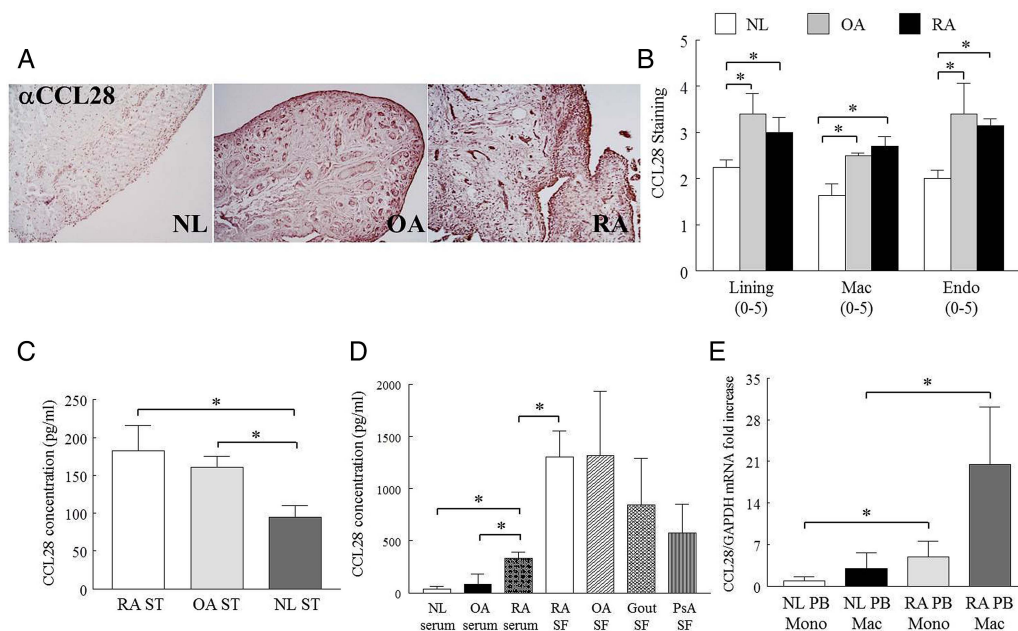 A
αCCL28
NL
OA
RA
B
NL
OA
RA
CCL28 Staining
5
4
3
2
1
0
*
*
*
*
*
*
Lining
(0-5)
Mac
(0-5)
Endo
(0-5)
C
CCL28 concentration (pg/ml)
250
200
150
100
50
0
*
*
RA ST
OA ST
NL ST
D
CCL28 concentration (pg/ml)
2000
1500
1000
500
0
*
*
*
NL
serum
OA
serum
RA
serum
RA
SF
OA
SF
Gout
SF
PsA
SF
E
CCL28/GAPDH mRNA fold increase
35
28
21
14
7
0
*
*
NL PB
Mono
NL PB
Mac
RA PB
Mono
RA PB
Mac